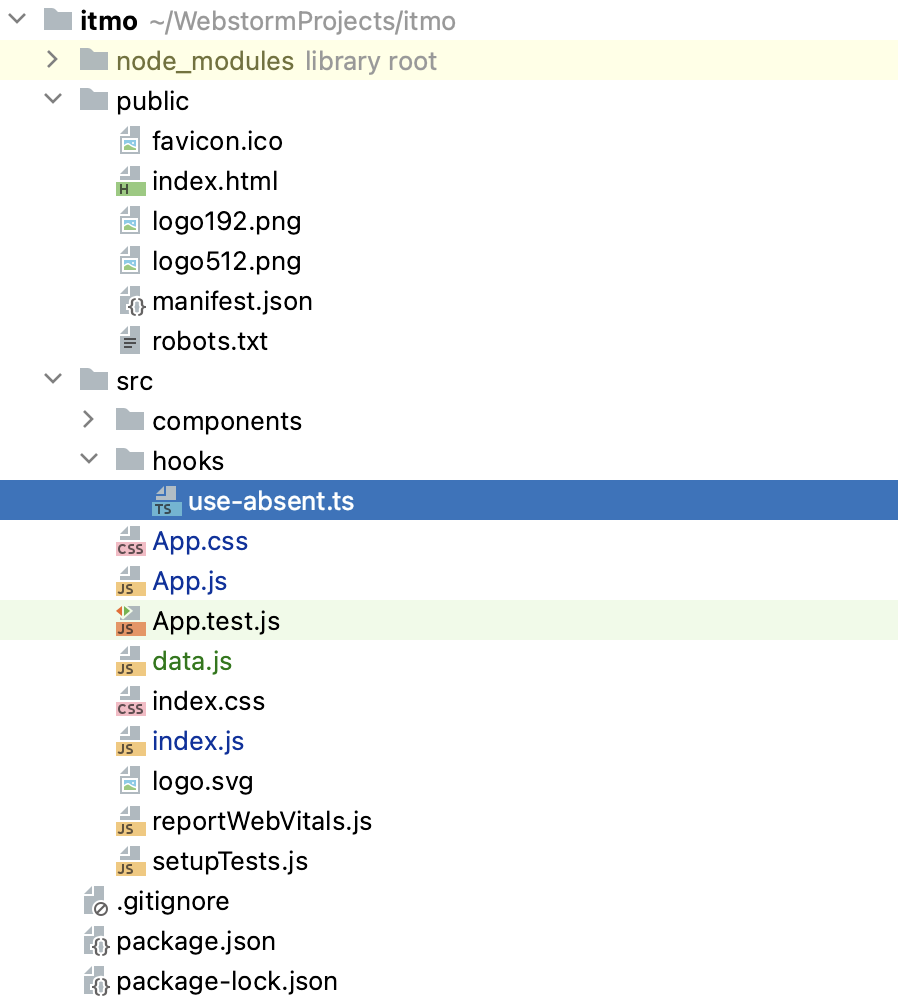 itmo ~/WebstormProjects/itmo
node_modules library root
public
favicon.ico
H index.html
logo192.png
logo512.png
{} manifest.json
robots.txt
src
components
hooks
TS use-absent.ts
CSS App.css
JS App.js
JS App.test.js
JS data.js
CSS index.css
JS index.js
logo.svg
JS reportWebVitals.js
JS setupTests.js
.gitignore
{} package.json
{} package-lock.json